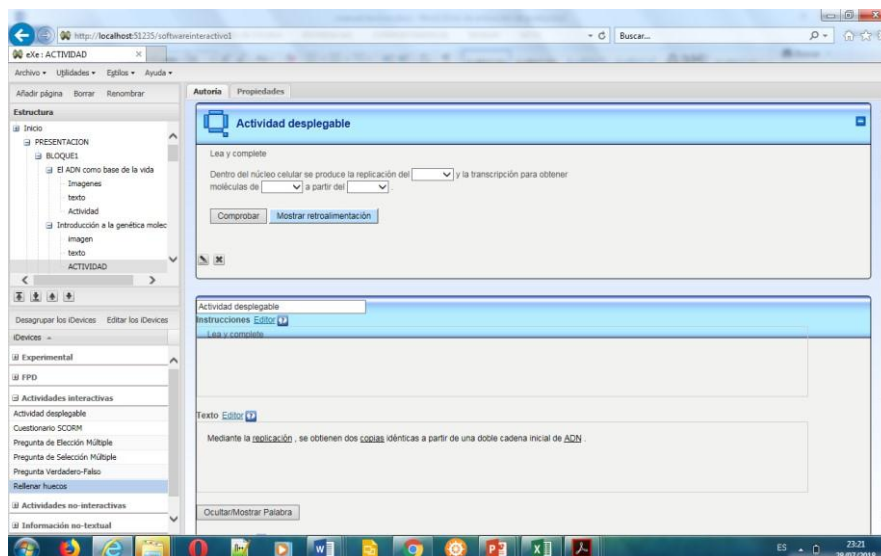 http://localhost:51235/softwareinteractivo1
Buscar...
eXe : ACTIVIDAD
Archivo Utilidades Estilos Ayuda
Añadir página Borrar Renombrar
Autoría Propiedades
Estructura
Inicio
PRESENTACION
BLOQUE1
El ADN como base de la vida
Imagenes
texto
Actividad
Introducción a la genética molec
imagen
texto
ACTIVIDAD
Desagrupar los iDevices Editar los iDevices
iDevices
Experimental
FPD
Actividades interactivas
Actividad desplegable
Cuestionario SCORM
Pregunta de Elección Múltiple
Pregunta de Selección Múltiple
Pregunta Verdadero-Falso
Rellenar huecos
Actividades no-interactivas
Información no-textual
Actividad desplegable
Lea y complete
Dentro del núcleo celular se produce la replicación del y la transcripción para obtener
moléculas de a partir del .
Comprobar Mostrar retroalimentación
Actividad desplegable
Instrucciones Editor
Lea y complete
Texto Editor
Mediante la replicación , se obtienen dos copias idénticas a partir de una doble cadena inicial de ADN .
Ocultar/Mostrar Palabra
ES 23:21